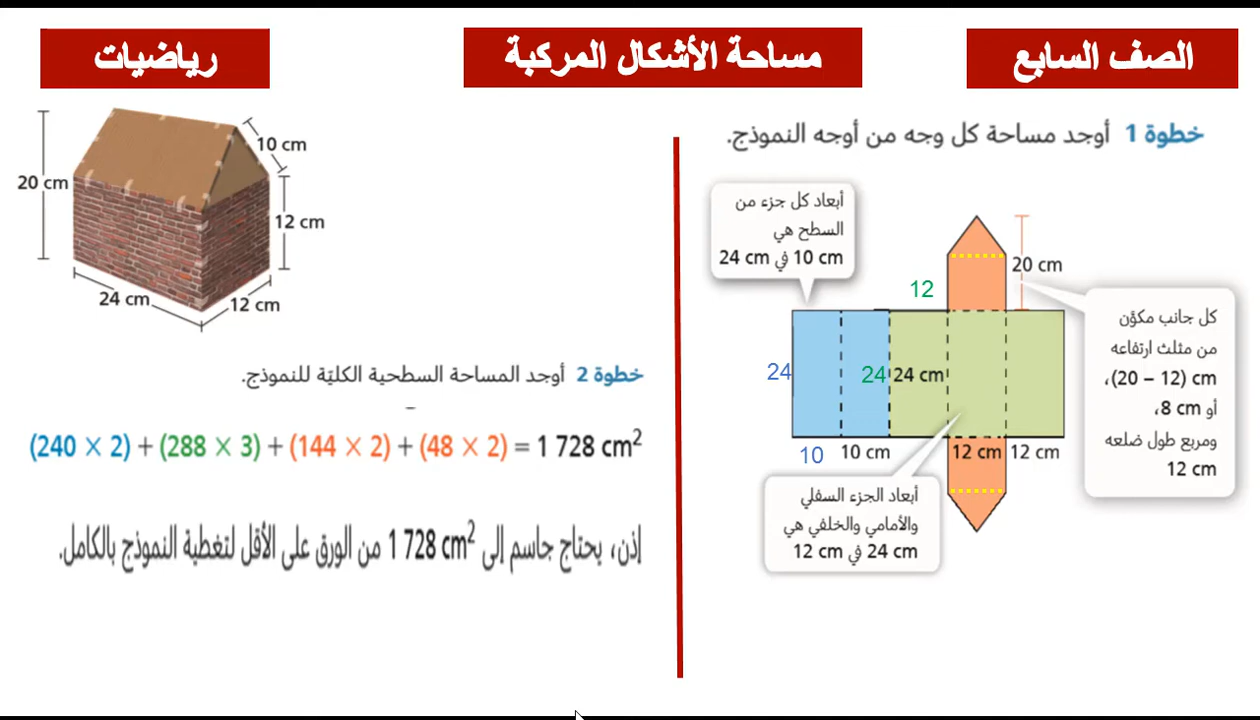 الصف السابع
مساحة الأشكال المركبة
رياضيات
خطوة 1 أوجد مساحة كل وجه من أوجه النموذج.
أبعاد كل جزء من
السطح هي
10 cm في 24 cm
20 cm
12
كل جانب مكوّن
من مثلث ارتفاعه
(20 – 12) cm،
أو 8 cm،
ومربع طول ضلعه
12 cm
24
24
24 cm
10
10 cm
12 cm
12 cm
أبعاد الجزء السفلي
والأمامي والخلفي هي
24 cm في 12 cm
10 cm
20 cm
12 cm
24 cm
12 cm
خطوة 2 أوجد المساحة السطحية الكليّة للنموذج.
(240 × 2) + (288 × 3) + (144 × 2) + (48 × 2) = 1 728 cm²
إذن، يحتاج جاسم إلى 1 728 cm² من الورق على الأقل لتغطية النموذج بالكامل.